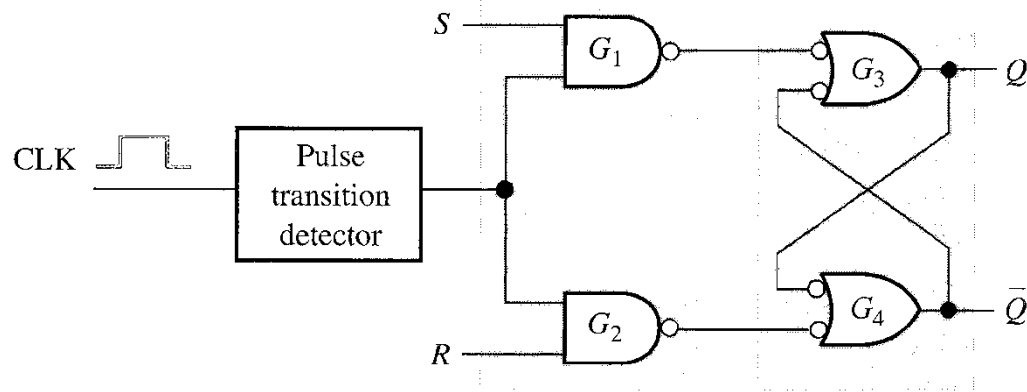 S
G₁
G₃
Q
CLK
Pulse
transition
detector
G₂
G₄
Q̅
R